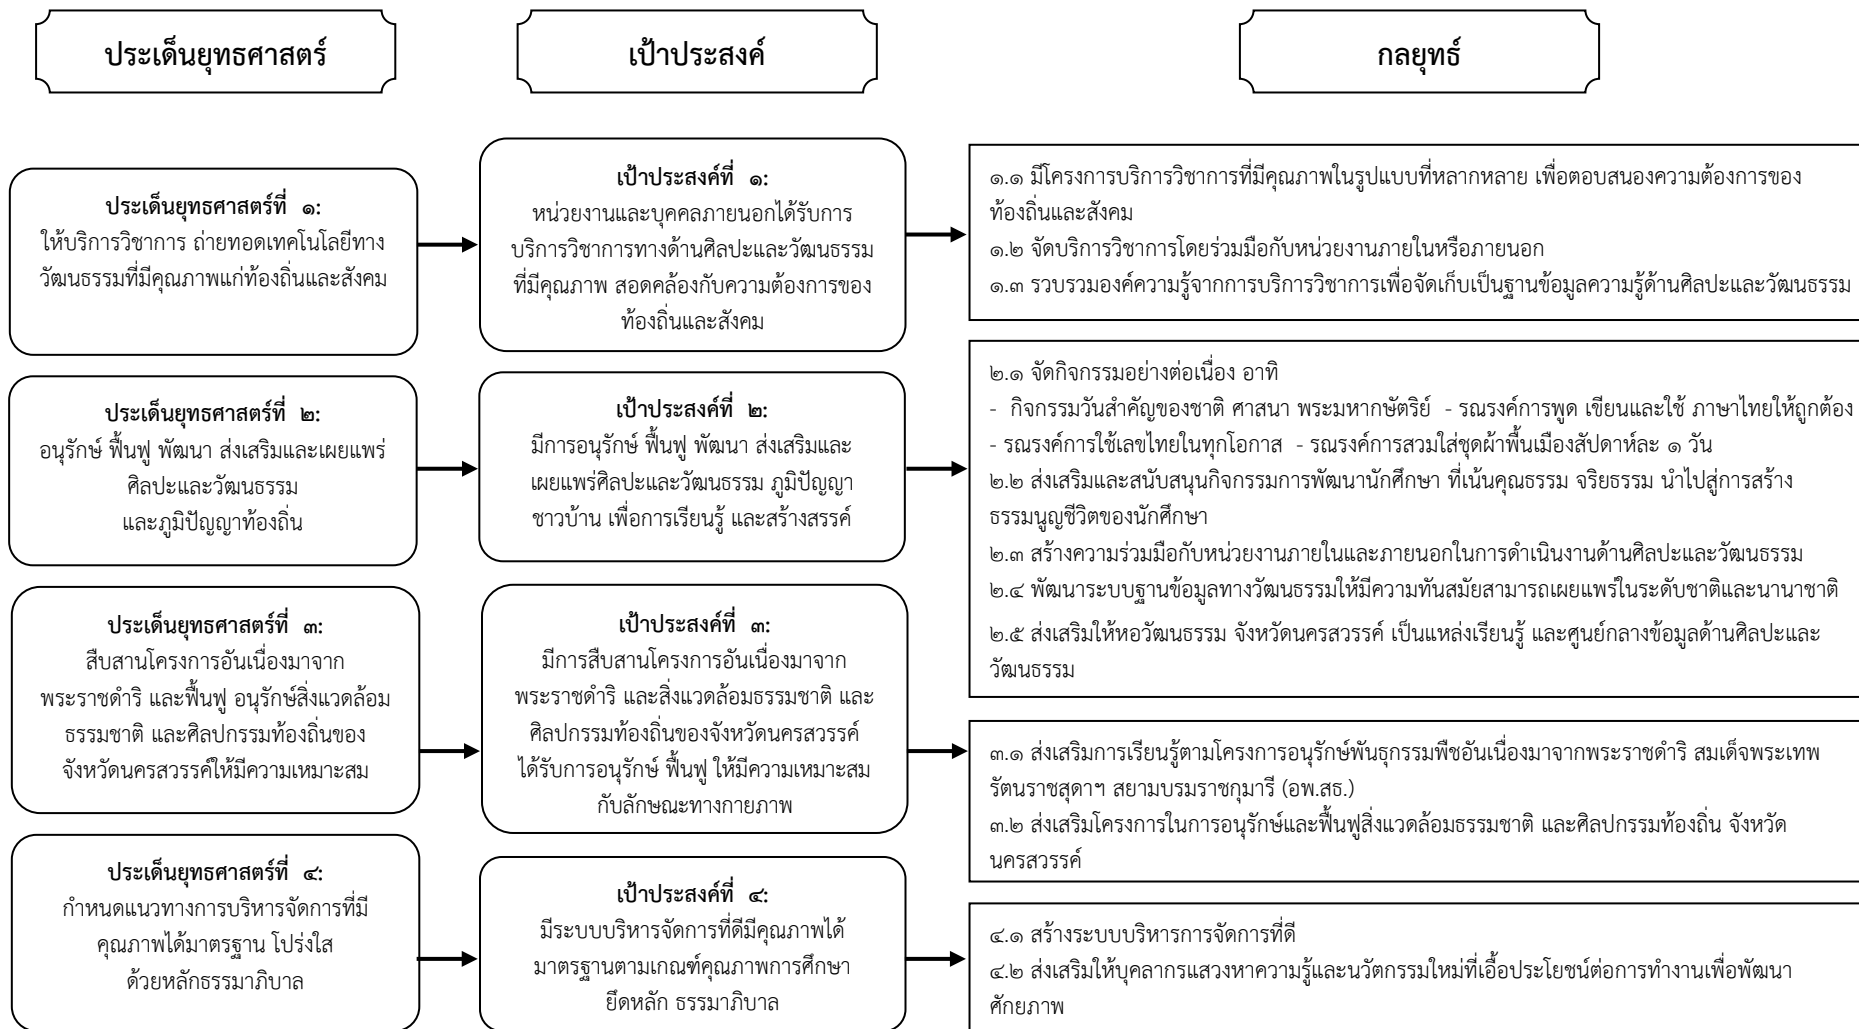 ประเด็นยุทธศาสตร์
เป้าประสงค์
กลยุทธ์
ประเด็นยุทธศาสตร์ที่ ๑:
ให้บริการวิชาการ ถ่ายทอดเทคโนโลยีทาง
วัฒนธรรมที่มีคุณภาพแก่ท้องถิ่นและสังคม
เป้าประสงค์ที่ ๑:
หน่วยงานและบุคคลภายนอกได้รับการ
บริการวิชาการทางด้านศิลปะและวัฒนธรรม
ที่มีคุณภาพ สอดคล้องกับความต้องการของ
ท้องถิ่นและสังคม
๑.๑ มีโครงการบริการวิชาการที่มีคุณภาพในรูปแบบที่หลากหลาย เพื่อตอบสนองความต้องการของ
ท้องถิ่นและสังคม
๑.๒ จัดบริการวิชาการโดยร่วมมือกับหน่วยงานภายในหรือภายนอก
๑.๓ รวบรวมองค์ความรู้จากการบริการวิชาการเพื่อจัดเก็บเป็นฐานข้อมูลความรู้ด้านศิลปะและวัฒนธรรม
ประเด็นยุทธศาสตร์ที่ ๒:
อนุรักษ์ ฟื้นฟู พัฒนา ส่งเสริมและเผยแพร่
ศิลปะและวัฒนธรรม
และภูมิปัญญาท้องถิ่น
เป้าประสงค์ที่ ๒:
มีการอนุรักษ์ ฟื้นฟู พัฒนา ส่งเสริมและ
เผยแพร่ศิลปะและวัฒนธรรม ภูมิปัญญา
ชาวบ้าน เพื่อการเรียนรู้ และสร้างสรรค์
๒.๑ จัดกิจกรรมอย่างต่อเนื่อง อาทิ
- กิจกรรมวันสำคัญของชาติ ศาสนา พระมหากษัตริย์ - รณรงค์การพูด เขียนและใช้ ภาษาไทยให้ถูกต้อง
- รณรงค์การใช้เลขไทยในทุกโอกาส - รณรงค์การสวมใส่ชุดผ้าพื้นเมืองสัปดาห์ละ ๑ วัน
๒.๒ ส่งเสริมและสนับสนุนกิจกรรมการพัฒนานักศึกษา ที่เน้นคุณธรรม จริยธรรม นำไปสู่การสร้าง
ธรรมนูญชีวิตของนักศึกษา
๒.๓ สร้างความร่วมมือกับหน่วยงานภายในและภายนอกในการดำเนินงานด้านศิลปะและวัฒนธรรม
๒.๔ พัฒนาระบบฐานข้อมูลทางวัฒนธรรมให้มีความทันสมัยสามารถเผยแพร่ในระดับชาติและนานาชาติ
๒.๕ ส่งเสริมให้หอวัฒนธรรม จังหวัดนครสวรรค์ เป็นแหล่งเรียนรู้ และศูนย์กลางข้อมูลด้านศิลปะและ
วัฒนธรรม
ประเด็นยุทธศาสตร์ที่ ๓:
สืบสานโครงการอันเนื่องมาจาก
พระราชดำริ และฟื้นฟู อนุรักษ์สิ่งแวดล้อม
ธรรมชาติ และศิลปกรรมท้องถิ่นของ
จังหวัดนครสวรรค์ให้มีความเหมาะสม
เป้าประสงค์ที่ ๓:
มีการสืบสานโครงการอันเนื่องมาจาก
พระราชดำริ และสิ่งแวดล้อมธรรมชาติ และ
ศิลปกรรมท้องถิ่นของจังหวัดนครสวรรค์
ได้รับการอนุรักษ์ ฟื้นฟู ให้มีความเหมาะสม
กับลักษณะทางกายภาพ
๓.๑ ส่งเสริมการเรียนรู้ตามโครงการอนุรักษ์พันธุกรรมพืชอันเนื่องมาจากพระราชดำริ สมเด็จพระเทพ
รัตนราชสุดาฯ สยามบรมราชกุมารี (อพ.สธ.)
๓.๒ ส่งเสริมโครงการในการอนุรักษ์และฟื้นฟูสิ่งแวดล้อมธรรมชาติ และศิลปกรรมท้องถิ่น จังหวัด
นครสวรรค์
ประเด็นยุทธศาสตร์ที่ ๔:
กำหนดแนวทางการบริหารจัดการที่มี
คุณภาพได้มาตรฐาน โปร่งใส
ด้วยหลักธรรมาภิบาล
เป้าประสงค์ที่ ๔:
มีระบบบริหารจัดการที่ดีมีคุณภาพได้
มาตรฐานตามเกณฑ์คุณภาพการศึกษา
ยึดหลัก ธรรมาภิบาล
๔.๑ สร้างระบบบริหารการจัดการที่ดี
๔.๒ ส่งเสริมให้บุคลากรแสวงหาความรู้และนวัตกรรมใหม่ที่เอื้อประโยชน์ต่อการทำงานเพื่อพัฒนา
ศักยภาพ